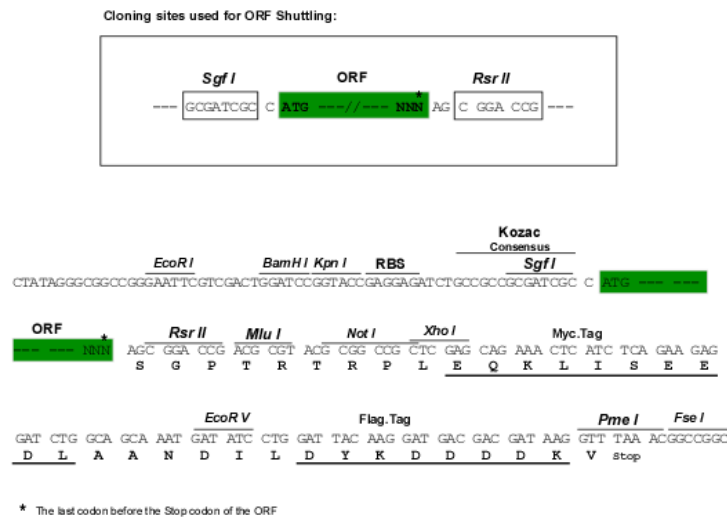 Cloning sites used for ORF Shuttling:
Sgf I ORF Rsr II
--- GCGATCGC C ATG ---//--- NNN* AG C GGA CCG ---
Kozac
Consensus
EcoR I BamH I Kpn I RBS Sgf I
CTATAGGGCGGCCGGGAATTCGTCGACTGGATCCGGTACCGAGGAGATCTGCCGCCGCGATCGC C ATG --- ---
ORF Rsr II Mlu I Not I Xho I Myc.Tag
--- --- NNN* AGC GGA CCG ACG CGT ACG CGG CCG CTC GAG CAG AAA CTC ATC TCA GAA GAG
S G P T R T R P L E Q K L I S E E
EcoR V Flag.Tag Pme I Fse I
GAT CTG GCA GCA AAT GAT ATC CTG GAT TAC AAG GAT GAC GAC GAT AAG GTT TAA ACGGCCGGC
D L A A N D I L D Y K D D D D K V Stop
* The last codon before the Stop codon of the ORF